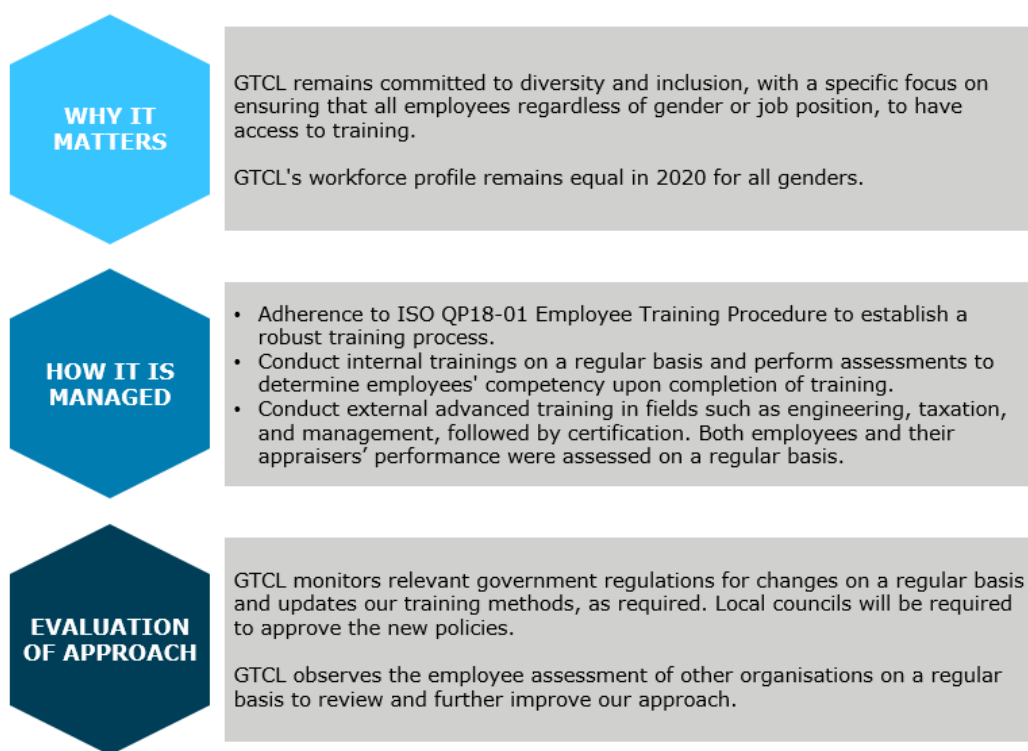 WHY IT
MATTERS
GTCL remains committed to diversity and inclusion, with a specific focus on
ensuring that all employees regardless of gender or job position, to have
access to training.
GTCL's workforce profile remains equal in 2020 for all genders.
HOW IT IS
MANAGED
• Adherence to ISO QP18-01 Employee Training Procedure to establish a
robust training process.
• Conduct internal trainings on a regular basis and perform assessments to
determine employees' competency upon completion of training.
• Conduct external advanced training in fields such as engineering, taxation,
and management, followed by certification. Both employees and their
appraisers’ performance were assessed on a regular basis.
EVALUATION
OF APPROACH
GTCL monitors relevant government regulations for changes on a regular basis
and updates our training methods, as required. Local councils will be required
to approve the new policies.
GTCL observes the employee assessment of other organisations on a regular
basis to review and further improve our approach.